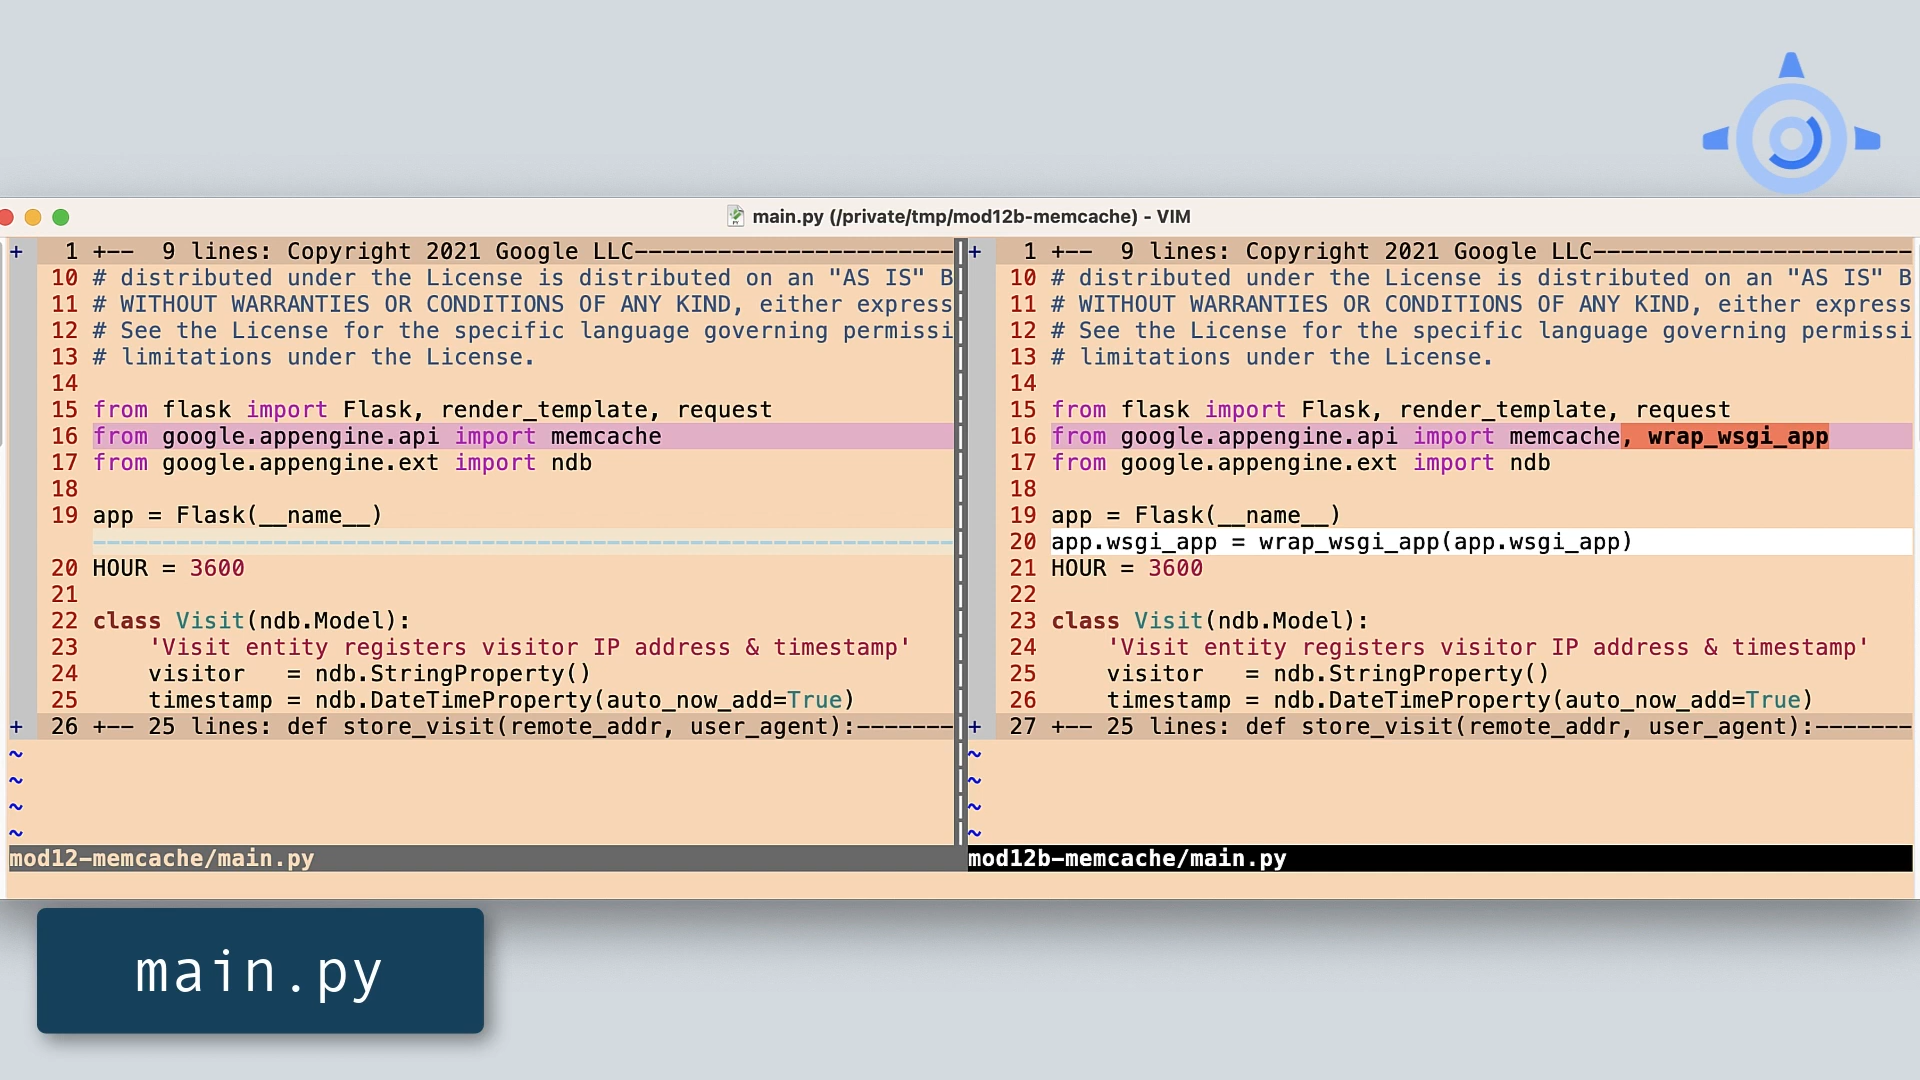 main.py (/private/tmp/mod12b-memcache) - VIM
+ 1 +-- 9 lines: Copyright 2021 Google LLC-----------------------
10 # distributed under the License is distributed on an "AS IS" B
11 # WITHOUT WARRANTIES OR CONDITIONS OF ANY KIND, either express
12 # See the License for the specific language governing permissi
13 # limitations under the License.
14
15 from flask import Flask, render_template, request
16 from google.appengine.api import memcache
17 from google.appengine.ext import ndb
18
19 app = Flask(__name__)
--------------------------------------------------------------
20 HOUR = 3600
21
22 class Visit(ndb.Model):
23     'Visit entity registers visitor IP address & timestamp'
24     visitor   = ndb.StringProperty()
25     timestamp = ndb.DateTimeProperty(auto_now_add=True)
+ 26 +-- 25 lines: def store_visit(remote_addr, user_agent):-------
~
~
~
~
mod12-memcache/main.py
+ 1 +-- 9 lines: Copyright 2021 Google LLC-----------------------
10 # distributed under the License is distributed on an "AS IS" B
11 # WITHOUT WARRANTIES OR CONDITIONS OF ANY KIND, either express
12 # See the License for the specific language governing permissi
13 # limitations under the License.
14
15 from flask import Flask, render_template, request
16 from google.appengine.api import memcache, wrap_wsgi_app
17 from google.appengine.ext import ndb
18
19 app = Flask(__name__)
20 app.wsgi_app = wrap_wsgi_app(app.wsgi_app)
21 HOUR = 3600
22
23 class Visit(ndb.Model):
24     'Visit entity registers visitor IP address & timestamp'
25     visitor   = ndb.StringProperty()
26     timestamp = ndb.DateTimeProperty(auto_now_add=True)
+ 27 +-- 25 lines: def store_visit(remote_addr, user_agent):-------
~
~
~
~
mod12b-memcache/main.py
main.py